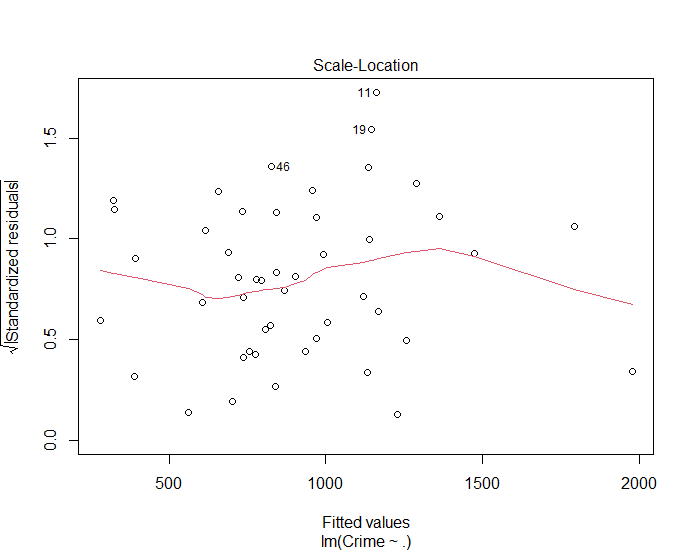 Scale-Location
√|Standardized residuals|
1.5
1.0
0.5
0.0
11
19
46
500
1000
1500
2000
Fitted values
lm(Crime ~ .)